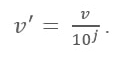 v′ = v/10^j .